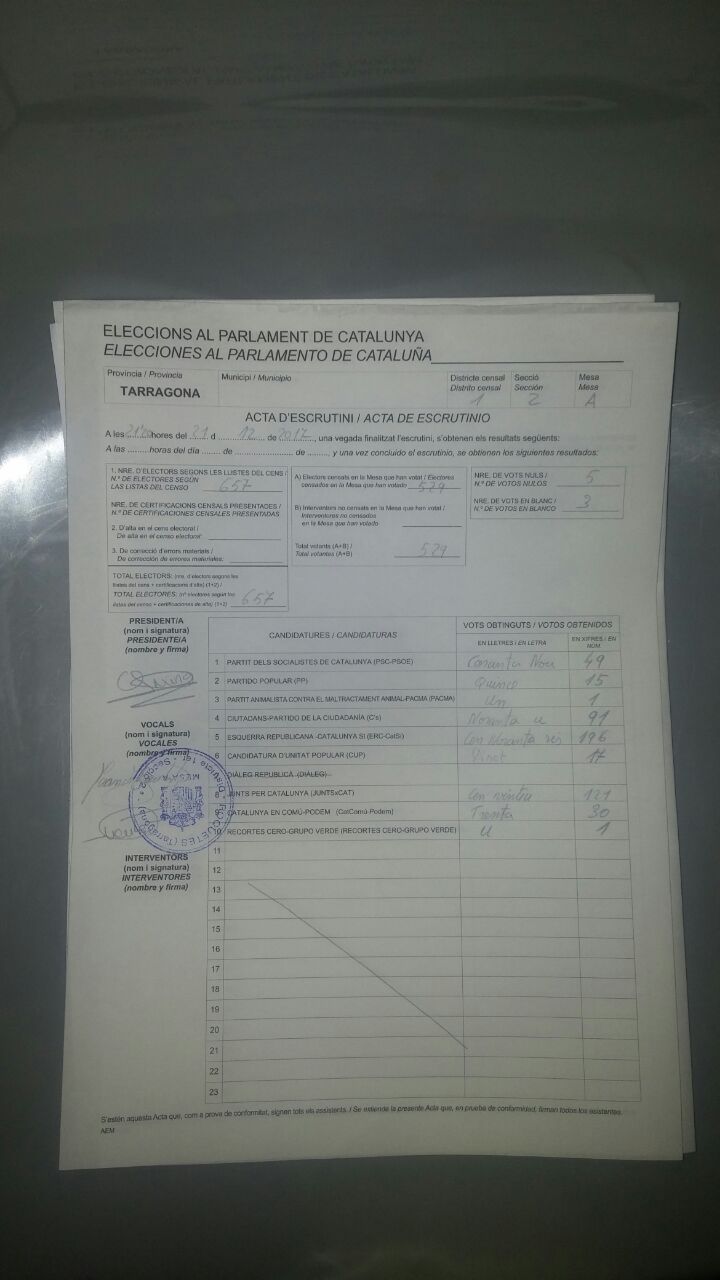 ELECCIONS AL PARLAMENT DE CATALUNYA
ELECCIONES AL PARLAMENTO DE CATALUÑA
Província / Provincia
TARRAGONA
Municipi / Municipio
Districte censal
Distrito censal
1
Secció
Sección
2
Mesa
Mesa
A
ACTA D'ESCRUTINI / ACTA DE ESCRUTINIO
A les hores del 21 d 12 de 2017, una vegada finalitzat l'escrutini, s'obtenen els resultats següents:
A las ......... horas del día ....... de .................... de ........, y una vez concluido el escrutinio, se obtienen los siguientes resultados:
1. NRE. D'ELECTORS SEGONS LES LLISTES DEL CENS /
N.º DE ELECTORES SEGÚN
LAS LISTAS DEL CENSO 657
NRE. DE CERTIFICACIONS CENSALS PRESENTADES /
N.º DE CERTIFICACIONES CENSALES PRESENTADAS
2. D'alta en el cens electoral /
De alta en el censo electoral:
3. De correcció d'errors materials /
De corrección de errores materiales:
TOTAL ELECTORS: (nre. d'electors segons les
llistes del cens + certificacions d'alta) (1+2) /
TOTAL ELECTORES: (nº electores según las
listas del censo + certificaciones de alta) (1+2) 657
A) Electors censats en la Mesa que han votat / Electores
censados en la Mesa que han votado 529
B) Interventors no censats en la Mesa que han votat /
Interventores no censados
en la Mesa que han votado
Total votants (A+B) /
Total votantes (A+B) 529
NRE. DE VOTS NULS /
N.º DE VOTOS NULOS 5
NRE. DE VOTS EN BLANC /
N.º DE VOTOS EN BLANCO 3
PRESIDENT/A
(nom i signatura)
PRESIDENTE/A
(nombre y firma)
VOCALS
(nom i signatura)
VOCALES
(nombre y firma)
INTERVENTORS
(nom i signatura)
INTERVENTORES
(nombre y firma)
CANDIDATURES / CANDIDATURAS
VOTS OBTINGUTS / VOTOS OBTENIDOS
EN LLETRES / EN LETRA
EN XIFRES / EN NÚM.
1 PARTIT DELS SOCIALISTES DE CATALUNYA (PSC-PSOE) Coranta Nou 49
2 PARTIDO POPULAR (PP) Quince 15
3 PARTIT ANIMALISTA CONTRA EL MALTRACTAMENT ANIMAL-PACMA (PACMA) Un 1
4 CIUTADANS-PARTIDO DE LA CIUDADANÍA (C's) Noranta u 91
5 ESQUERRA REPUBLICANA -CATALUNYA SÍ (ERC-CatSí) 196
6 CANDIDATURA D'UNITAT POPULAR (CUP) 17
DIÀLEG REPUBLICÀ (DIÀLEG)
8 JUNTS PER CATALUNYA (JUNTSxCAT) 121
9 CATALUNYA EN COMÚ-PODEM (CatComú-Podem) Trenta 30
10 RECORTES CERO-GRUPO VERDE (RECORTES CERO-GRUPO VERDE) U 1
11
12
13
14
15
16
17
18
19
20
21
22
23
ROQUETES (Tarragona)
Districte 1er - Secció 2ª
MESA A
S'estén aquesta Acta que, com a prova de conformitat, signen tots els assistents. / Se extiende la presente Acta que, en prueba de conformidad, firman todos los asistentes.
AEM